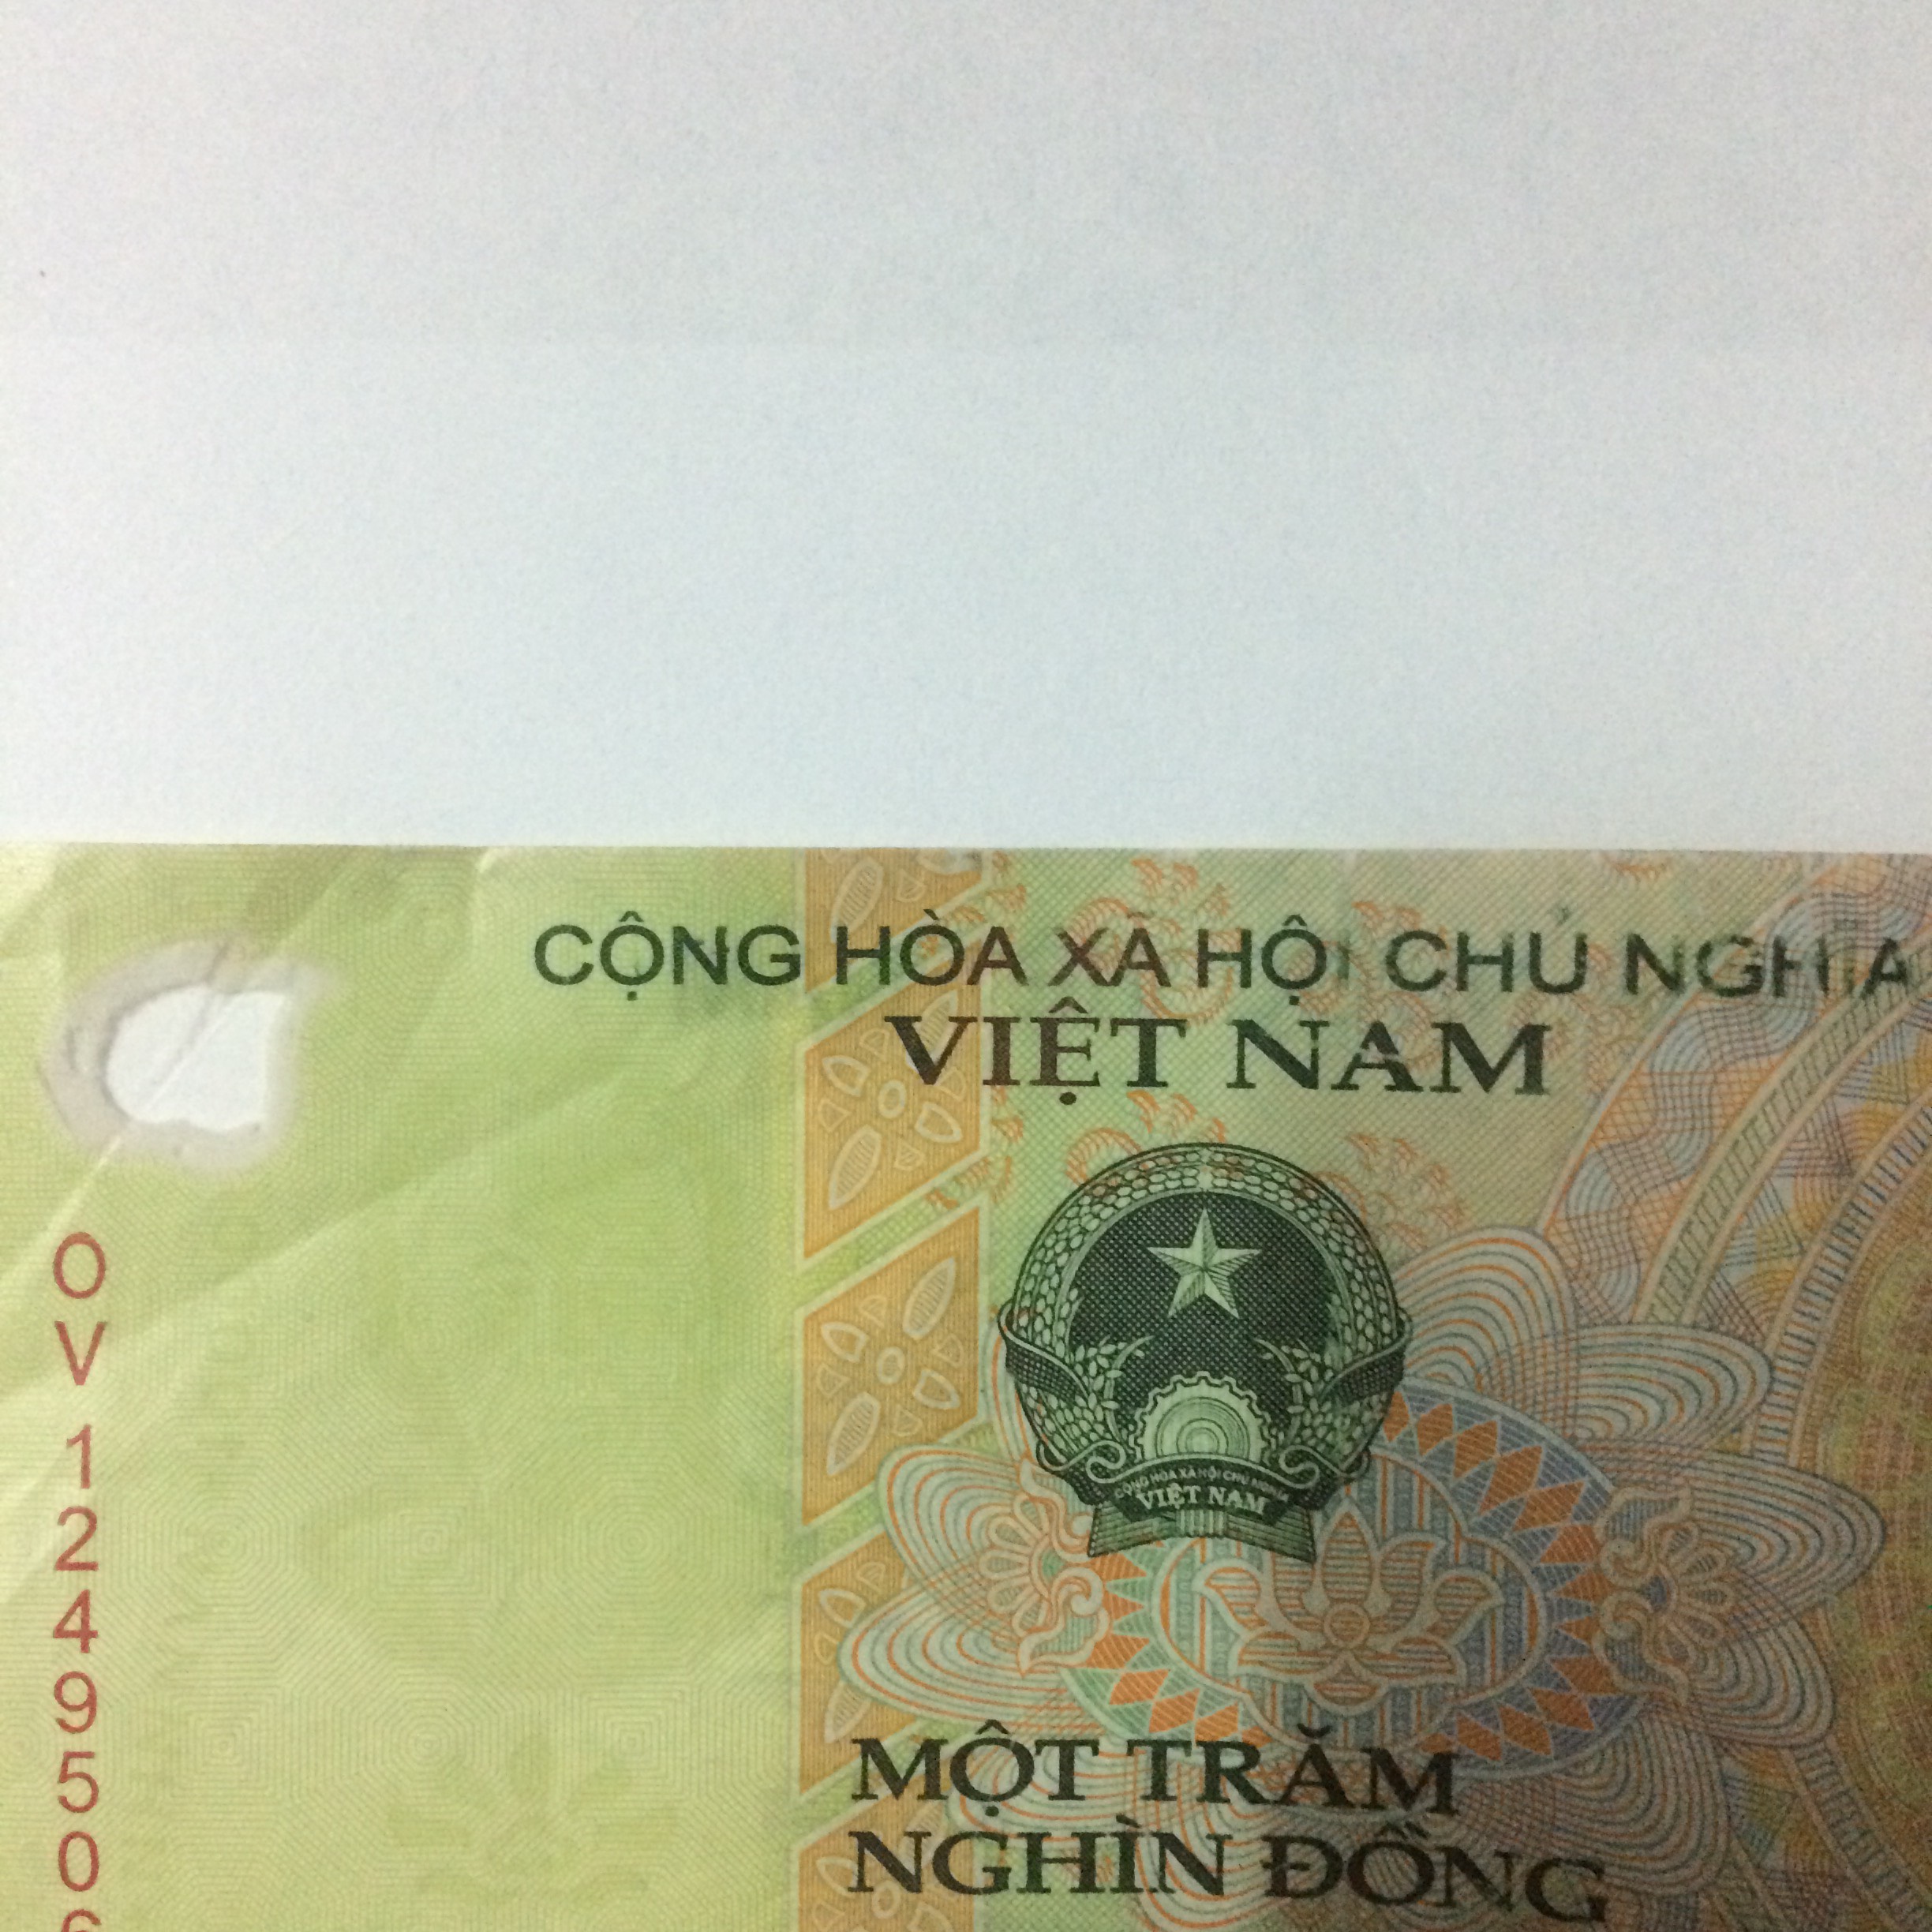 CỘNG HÒA XÃ HỘI CHỦ NGHĨA
VIỆT NAM
CỘNG HÒA XÃ HỘI CHỦ NGHĨA
VIỆT NAM
MỘT TRĂM
NGHÌN ĐỒNG
OV1249506